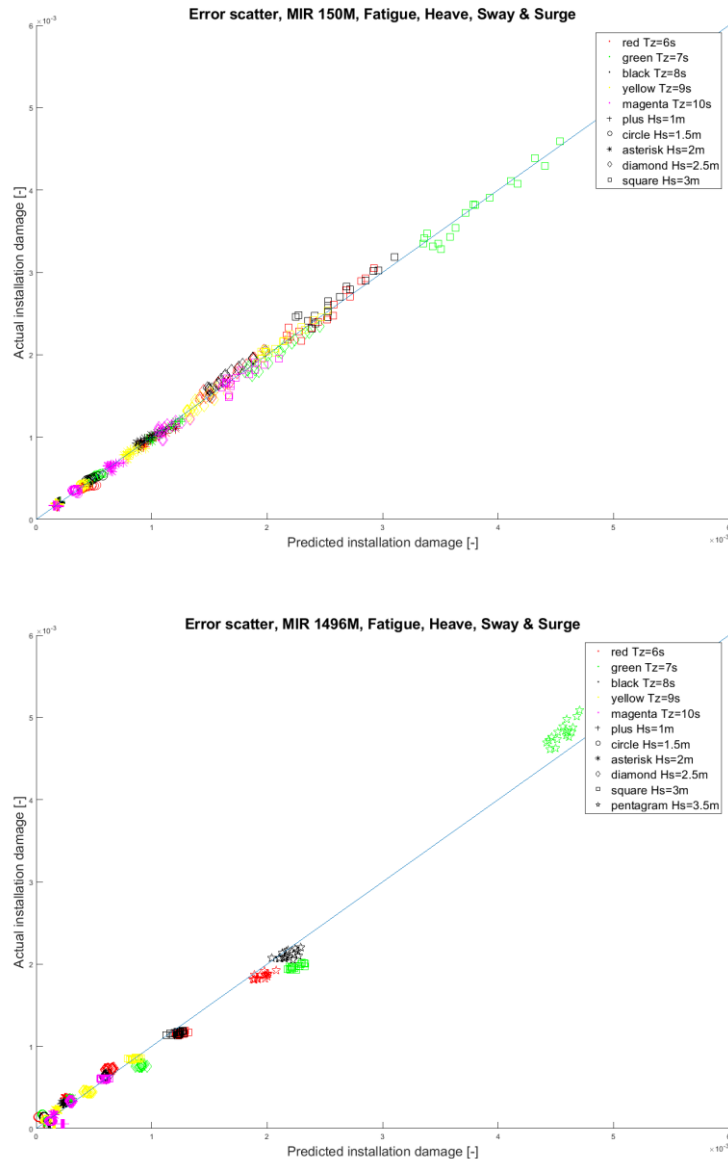 Error scatter, MIR 150M, Fatigue, Heave, Sway & Surge
×10⁻³
6
5
4
3
2
1
0
Actual installation damage [-]
0 1 2 3 4 5 6
Predicted installation damage [-]
red Tz=6s
green Tz=7s
black Tz=8s
yellow Tz=9s
magenta Tz=10s
plus Hs=1m
circle Hs=1.5m
asterisk Hs=2m
diamond Hs=2.5m
square Hs=3m
Error scatter, MIR 1496M, Fatigue, Heave, Sway & Surge
×10⁻³
6
5
4
3
2
1
0
Actual installation damage [-]
0 1 2 3 4 5 6
Predicted installation damage [-]
red Tz=6s
green Tz=7s
black Tz=8s
yellow Tz=9s
magenta Tz=10s
plus Hs=1m
circle Hs=1.5m
asterisk Hs=2m
diamond Hs=2.5m
square Hs=3m
pentagram Hs=3.5m